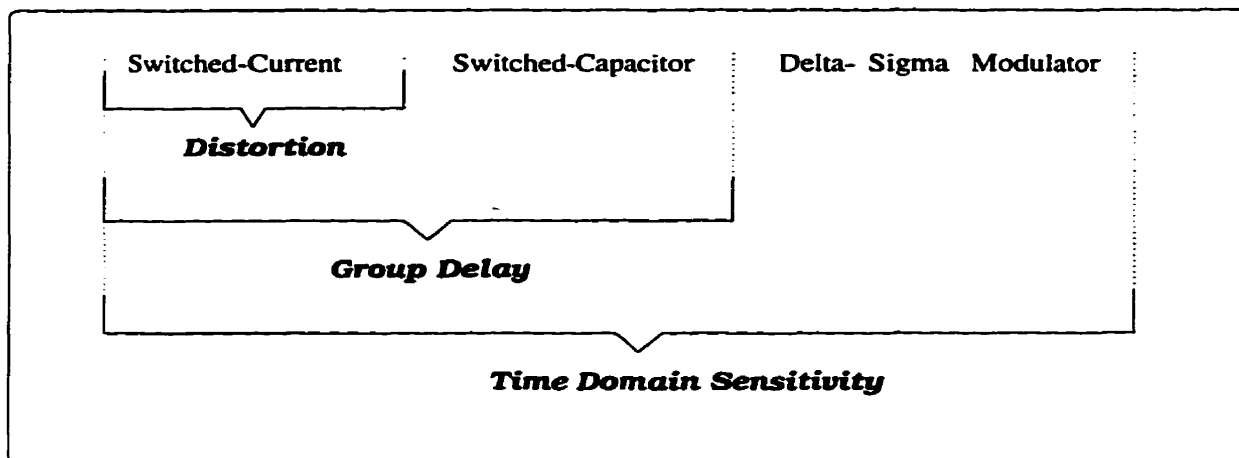 Switched-Current Switched-Capacitor Delta- Sigma Modulator
Distortion
Group Delay
Time Domain Sensitivity